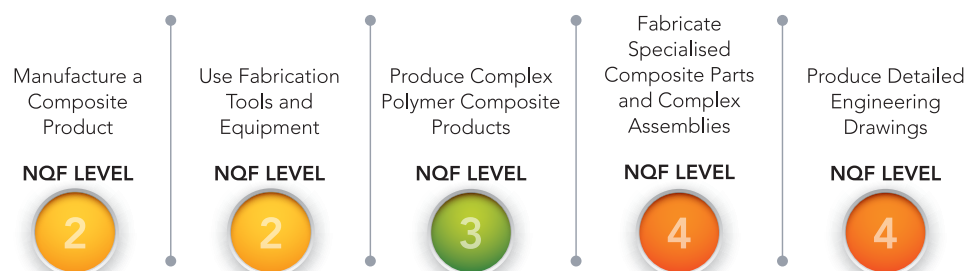 Manufacture a
Composite
Product
NQF LEVEL
2
Use Fabrication
Tools and
Equipment
NQF LEVEL
2
Produce Complex
Polymer Composite
Products
NQF LEVEL
3
Fabricate
Specialised
Composite Parts
and Complex
Assemblies
NQF LEVEL
4
Produce Detailed
Engineering
Drawings
NQF LEVEL
4